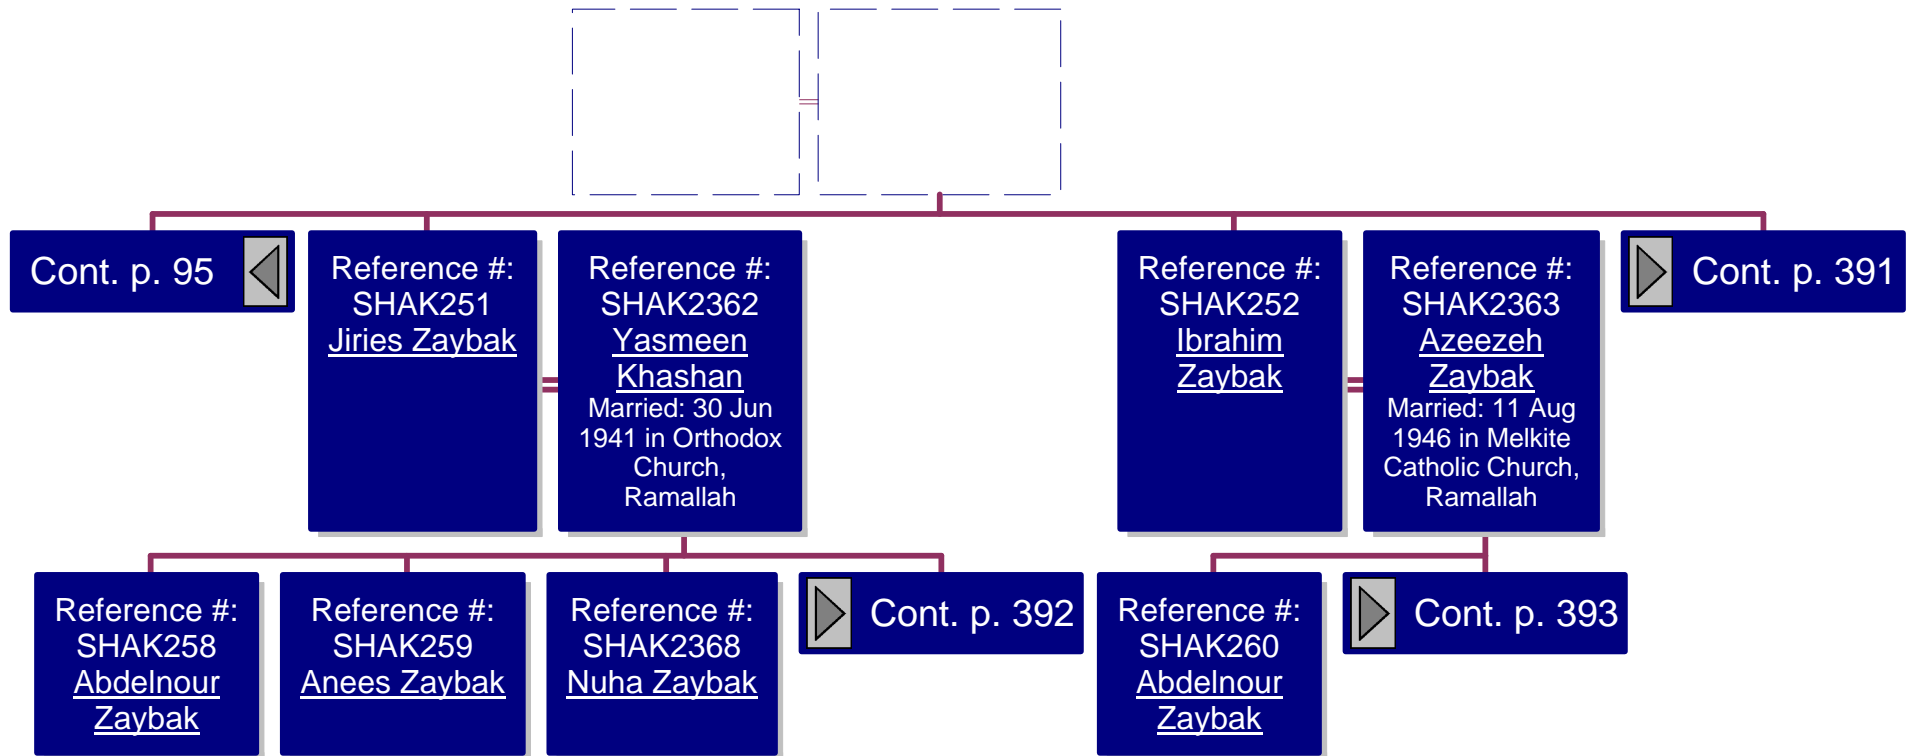 Cont. p. 95
Reference #:
SHAK251
Jiries Zaybak
Reference #:
SHAK2362
Yasmeen
Khashan
Married: 30 Jun
1941 in Orthodox
Church,
Ramallah
Reference #:
SHAK252
Ibrahim
Zaybak
Reference #:
SHAK2363
Azeezeh
Zaybak
Married: 11 Aug
1946 in Melkite
Catholic Church,
Ramallah
Cont. p. 391
Reference #:
SHAK258
Abdelnour
Zaybak
Reference #:
SHAK259
Anees Zaybak
Reference #:
SHAK2368
Nuha Zaybak
Cont. p. 392
Reference #:
SHAK260
Abdelnour
Zaybak
Cont. p. 393